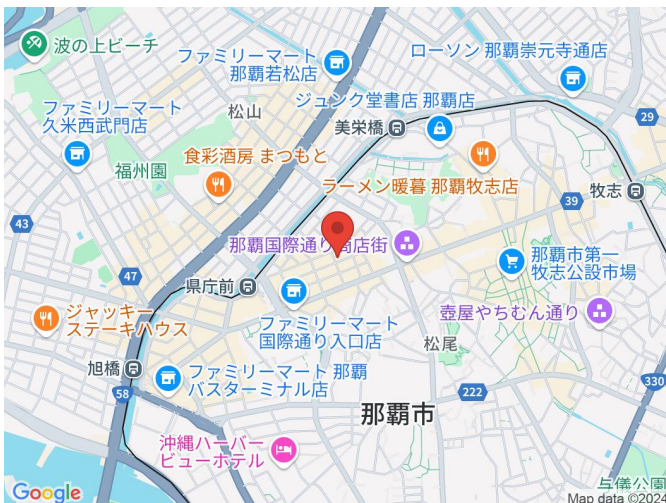 波の上ビーチ
ファミリーマート
那覇若松店
ローソン 那覇崇元寺通店
ファミリーマート
久米西武門店
松山
ジュンク堂書店 那覇店
29
美栄橋
福州園
食彩酒房 まつもと
ラーメン暖暮 那覇牧志店
牧志
39
43
那覇国際通り商店街
那覇市第一
牧志公設市場
47
県庁前
ジャッキー
ステーキハウス
ファミリーマート
国際通り入口店
壺屋やちむん通り
松尾
旭橋
ファミリーマート 那覇
バスターミナル店
58
222
330
那覇市
沖縄ハーバー
ビューホテル
与儀公園
Google
Map data ©2024